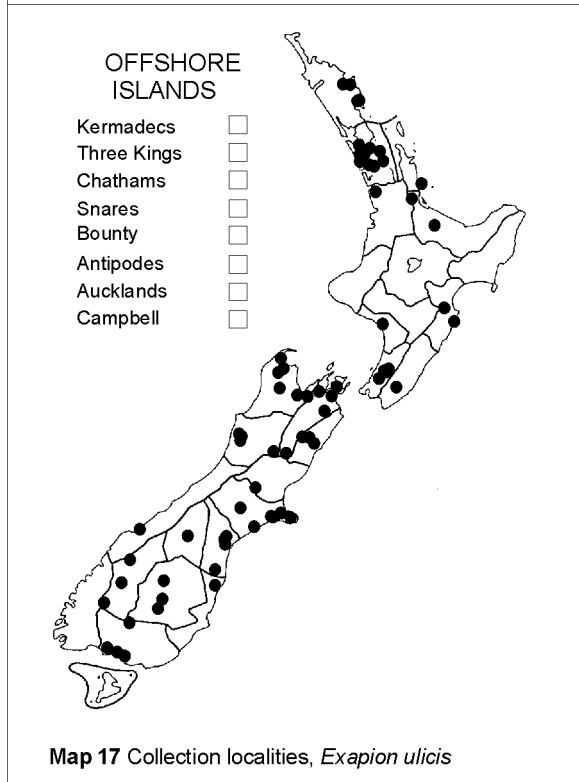 OFFSHORE
ISLANDS
Kermadecs
Three Kings
Chathams
Snares
Bounty
Antipodes
Aucklands
Campbell
Map 17 Collection localities, Exapion ulicis